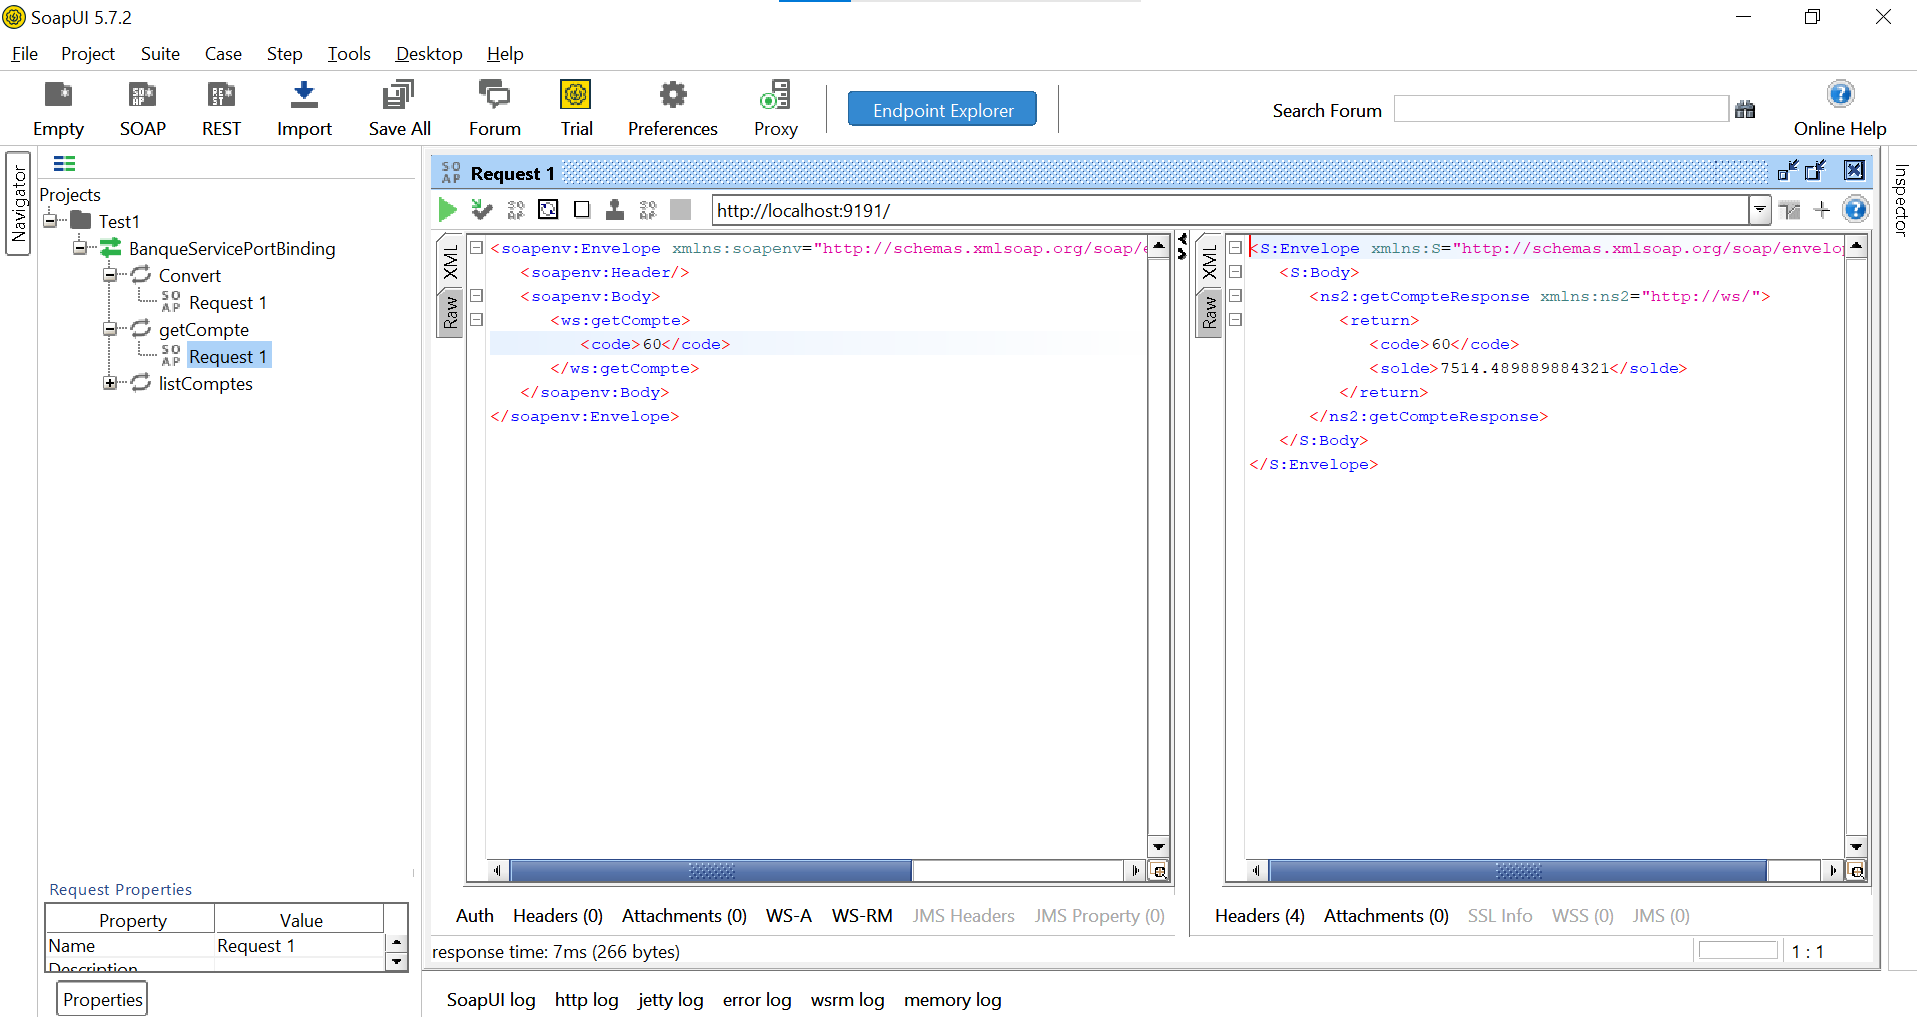 SoapUI 5.7.2
File Project Suite Case Step Tools Desktop Help
Empty SOAP REST Import Save All Forum Trial Preferences Proxy Endpoint Explorer Search Forum Online Help
Navigator
Projects
Test1
BanqueServicePortBinding
Convert
SOAP Request 1
getCompte
SOAP Request 1
listComptes
Request Properties
Property Value
Name Request 1
Description
Properties
SOAP Request 1
http://localhost:9191/
XML
Raw
<soapenv:Envelope xmlns:soapenv="http://schemas.xmlsoap.org/soap/e
<soapenv:Header/>
<soapenv:Body>
<ws:getCompte>
<code>60</code>
</ws:getCompte>
</soapenv:Body>
</soapenv:Envelope>
Auth Headers (0) Attachments (0) WS-A WS-RM JMS Headers JMS Property (0)
XML
Raw
<S:Envelope xmlns:S="http://schemas.xmlsoap.org/soap/envelop
<S:Body>
<ns2:getCompteResponse xmlns:ns2="http://ws/">
<return>
<code>60</code>
<solde>7514.489889884321</solde>
</return>
</ns2:getCompteResponse>
</S:Body>
</S:Envelope>
Headers (4) Attachments (0) SSL Info WSS (0) JMS (0)
response time: 7ms (266 bytes)
1 : 1
Inspector
SoapUI log http log jetty log error log wsrm log memory log